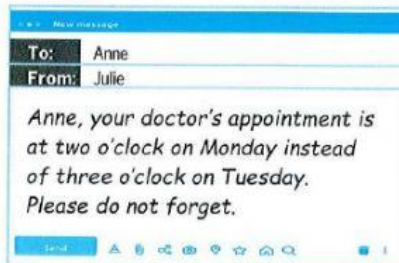 New message
To: Anne
From: Julie
Anne, your doctor's appointment is
at two o'clock on Monday instead
of three o'clock on Tuesday.
Please do not forget.
Send